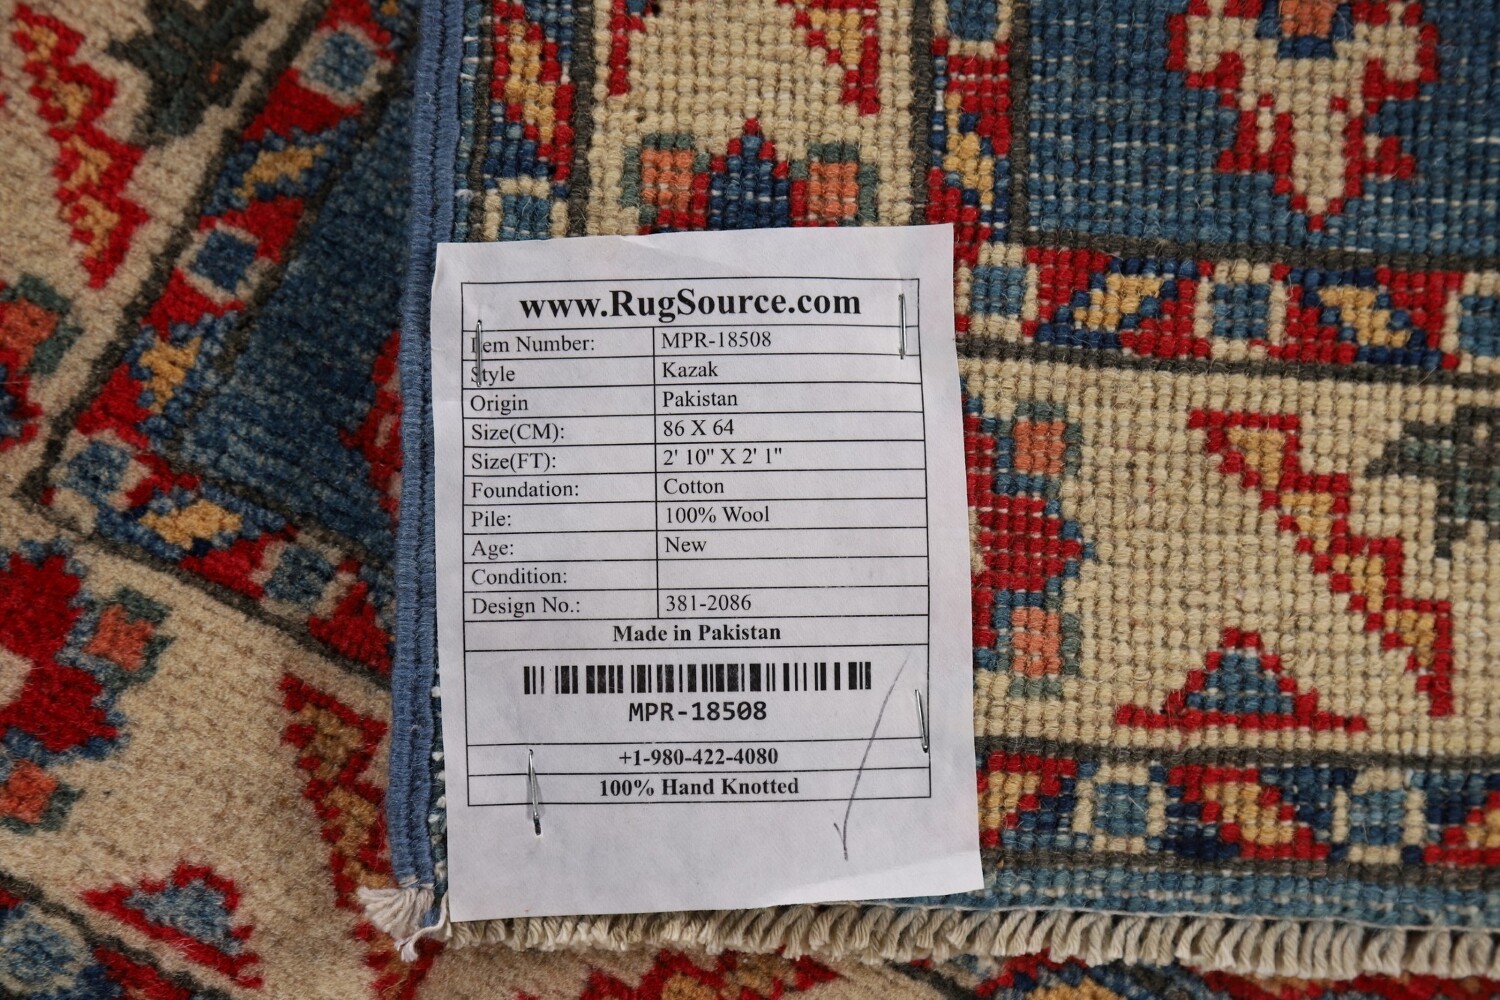 www.RugSource.com
Item Number: MPR-18508
Style Kazak
Origin Pakistan
Size(CM): 86 X 64
Size(FT): 2' 10" X 2' 1"
Foundation: Cotton
Pile: 100% Wool
Age: New
Condition:
Design No.: 381-2086
Made in Pakistan
MPR-18508
+1-980-422-4080
100% Hand Knotted